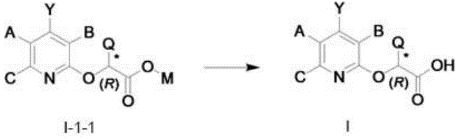 Y
A B Q * O M
C N O (R) O
I-1-1
Y
A B Q * OH
C N O (R) O
I